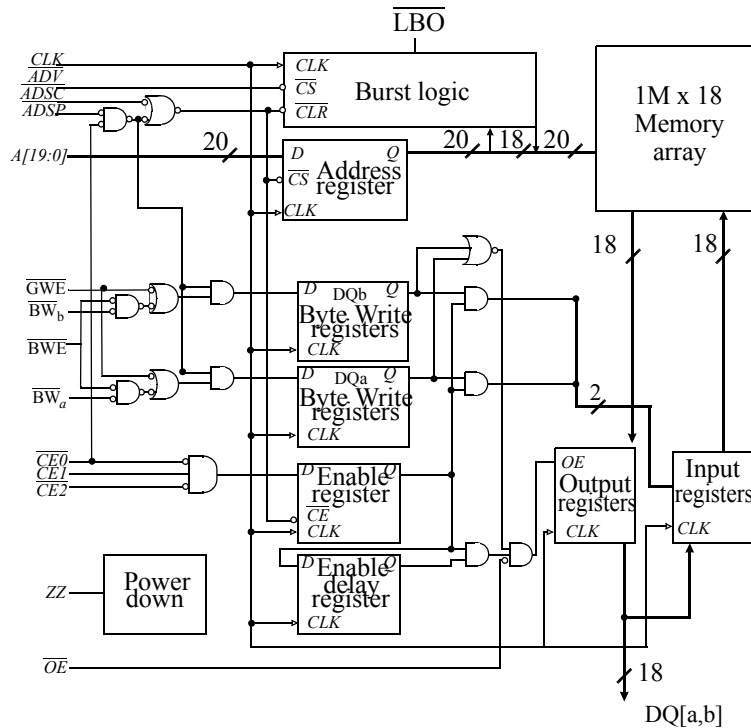 LBO
CLK
ADV
ADSC
ADSP
A[19:0]
20
CLK
CS
CLR
Burst logic
1M x 18
Memory
array
D
Q
Address
register
CS
CLK
20
18
20
18
18
GWE
BWb
BWE
BWa
D
DQb
Q
Byte Write
registers
CLK
D
DQa
Q
Byte Write
registers
CLK
2
CE0
CE1
CE2
D
Q
Enable
register
CE
CLK
OE
Output
registers
CLK
Input
registers
CLK
D
Q
Enable
delay
register
CLK
ZZ
Power
down
OE
18
DQ[a,b]